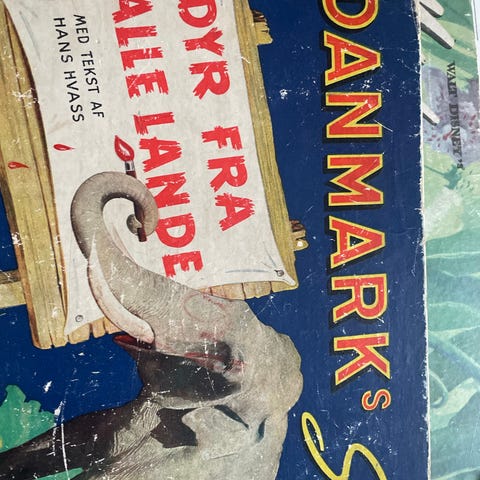 DANMARKs
DYR FRA
ALLE LANDE
MED TEKST AF
HANS HVASS
WALT DISNEY's